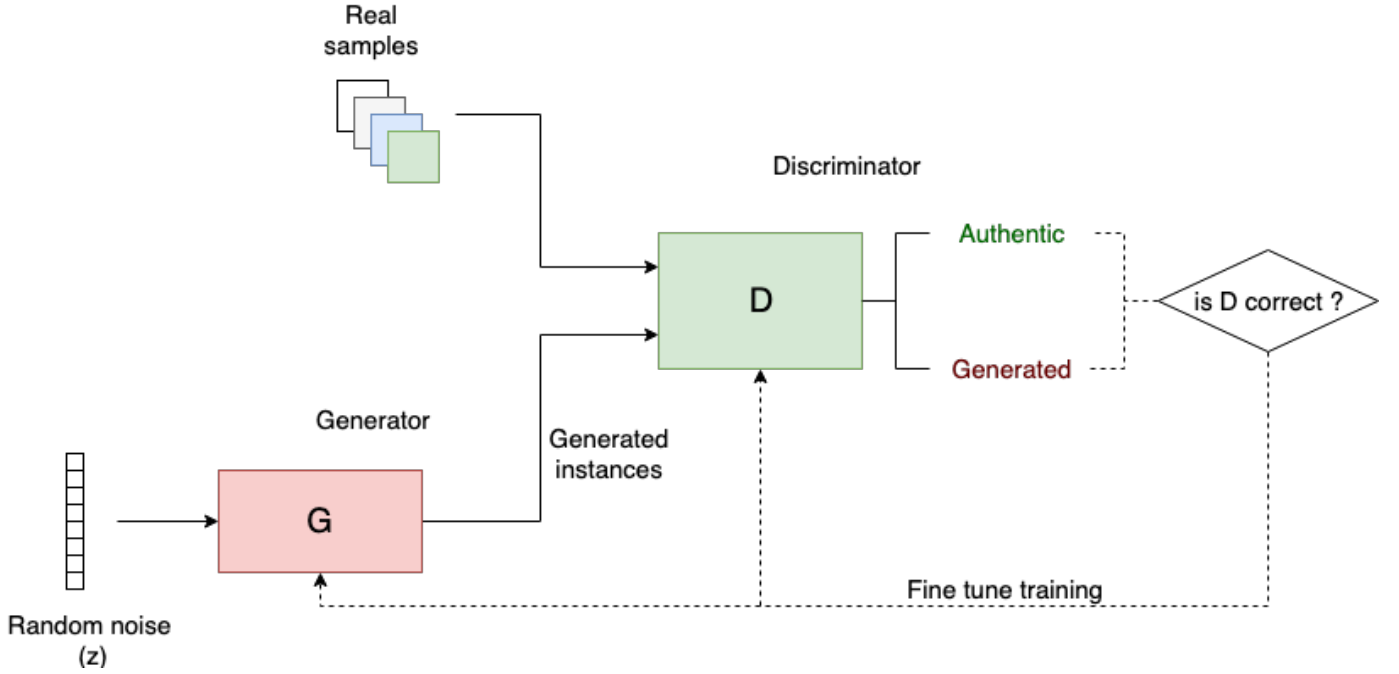 Real
samples
Discriminator
Authentic
D
is D correct ?
Generated
Generator
Generated
instances
G
Fine tune training
Random noise
(z)